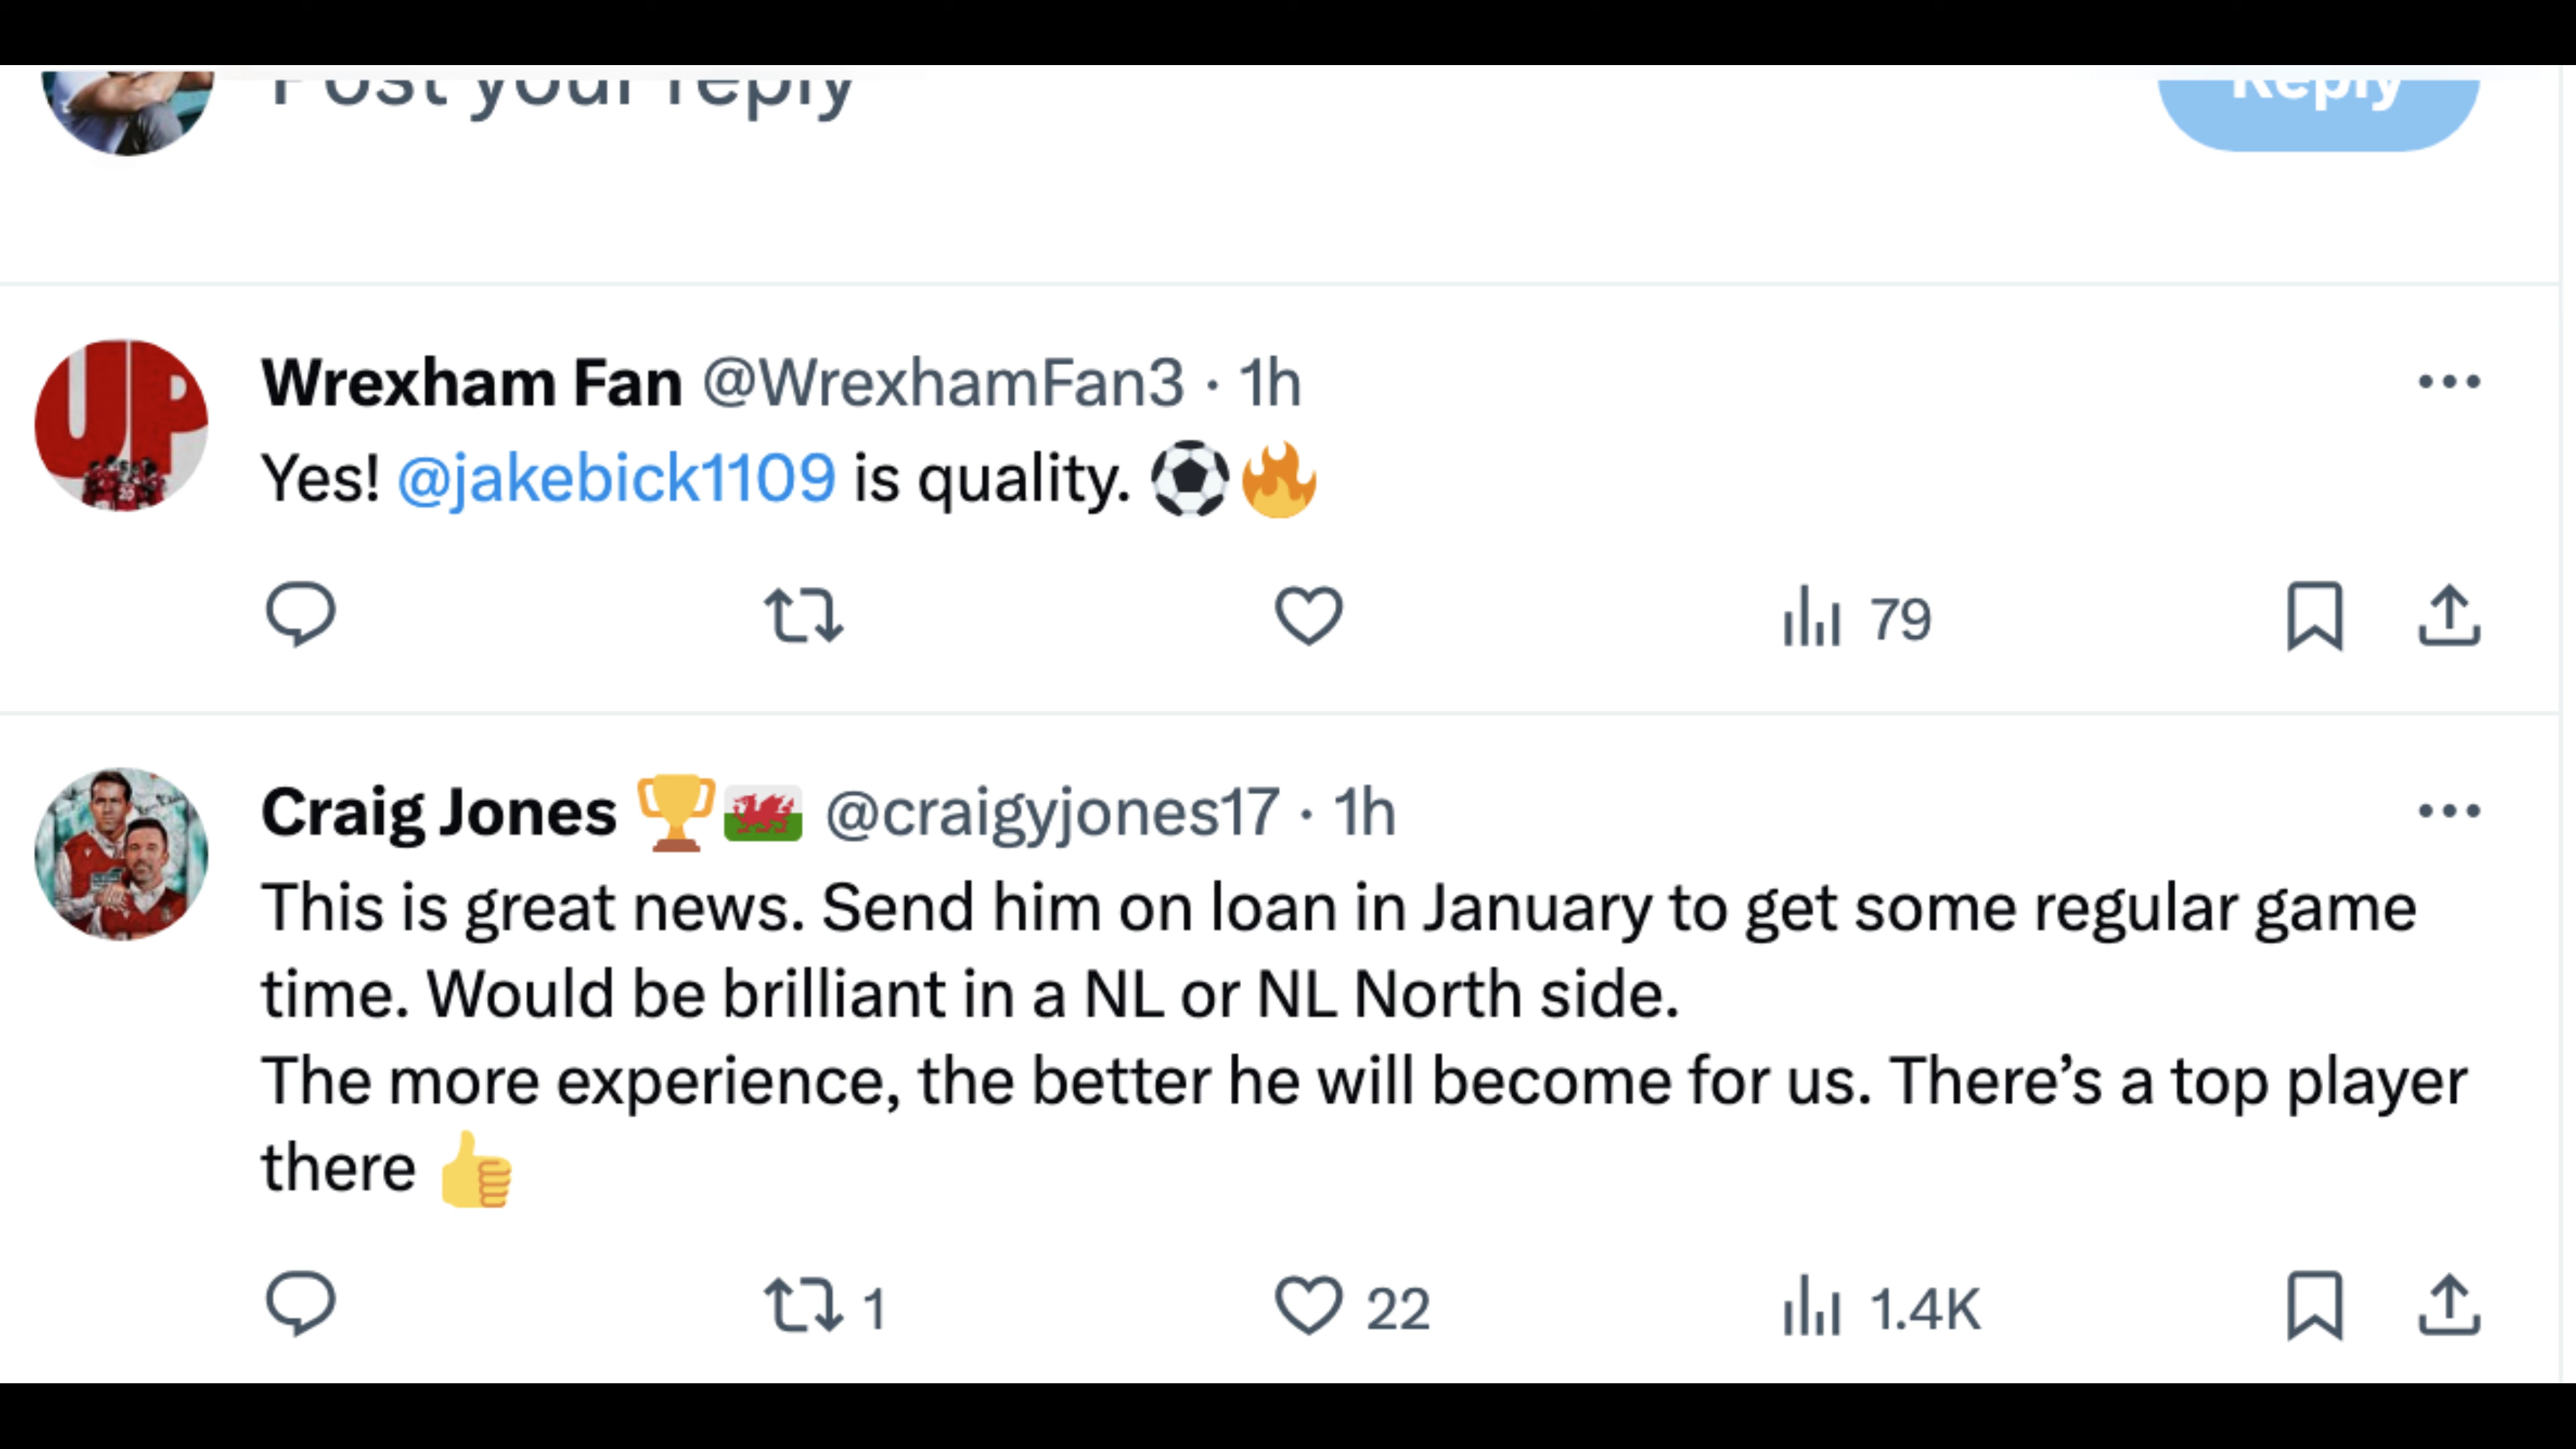 Post your reply
Reply
UP
Wrexham Fan @WrexhamFan3 · 1h
Yes! @jakebick1109 is quality. ⚽🔥
79
Craig Jones 🏆🏴󠁧󠁢󠁷󠁬󠁳󠁿 @craigyjones17 · 1h
This is great news. Send him on loan in January to get some regular game
time. Would be brilliant in a NL or NL North side.
The more experience, the better he will become for us. There’s a top player
there 👍
1 22 1.4K